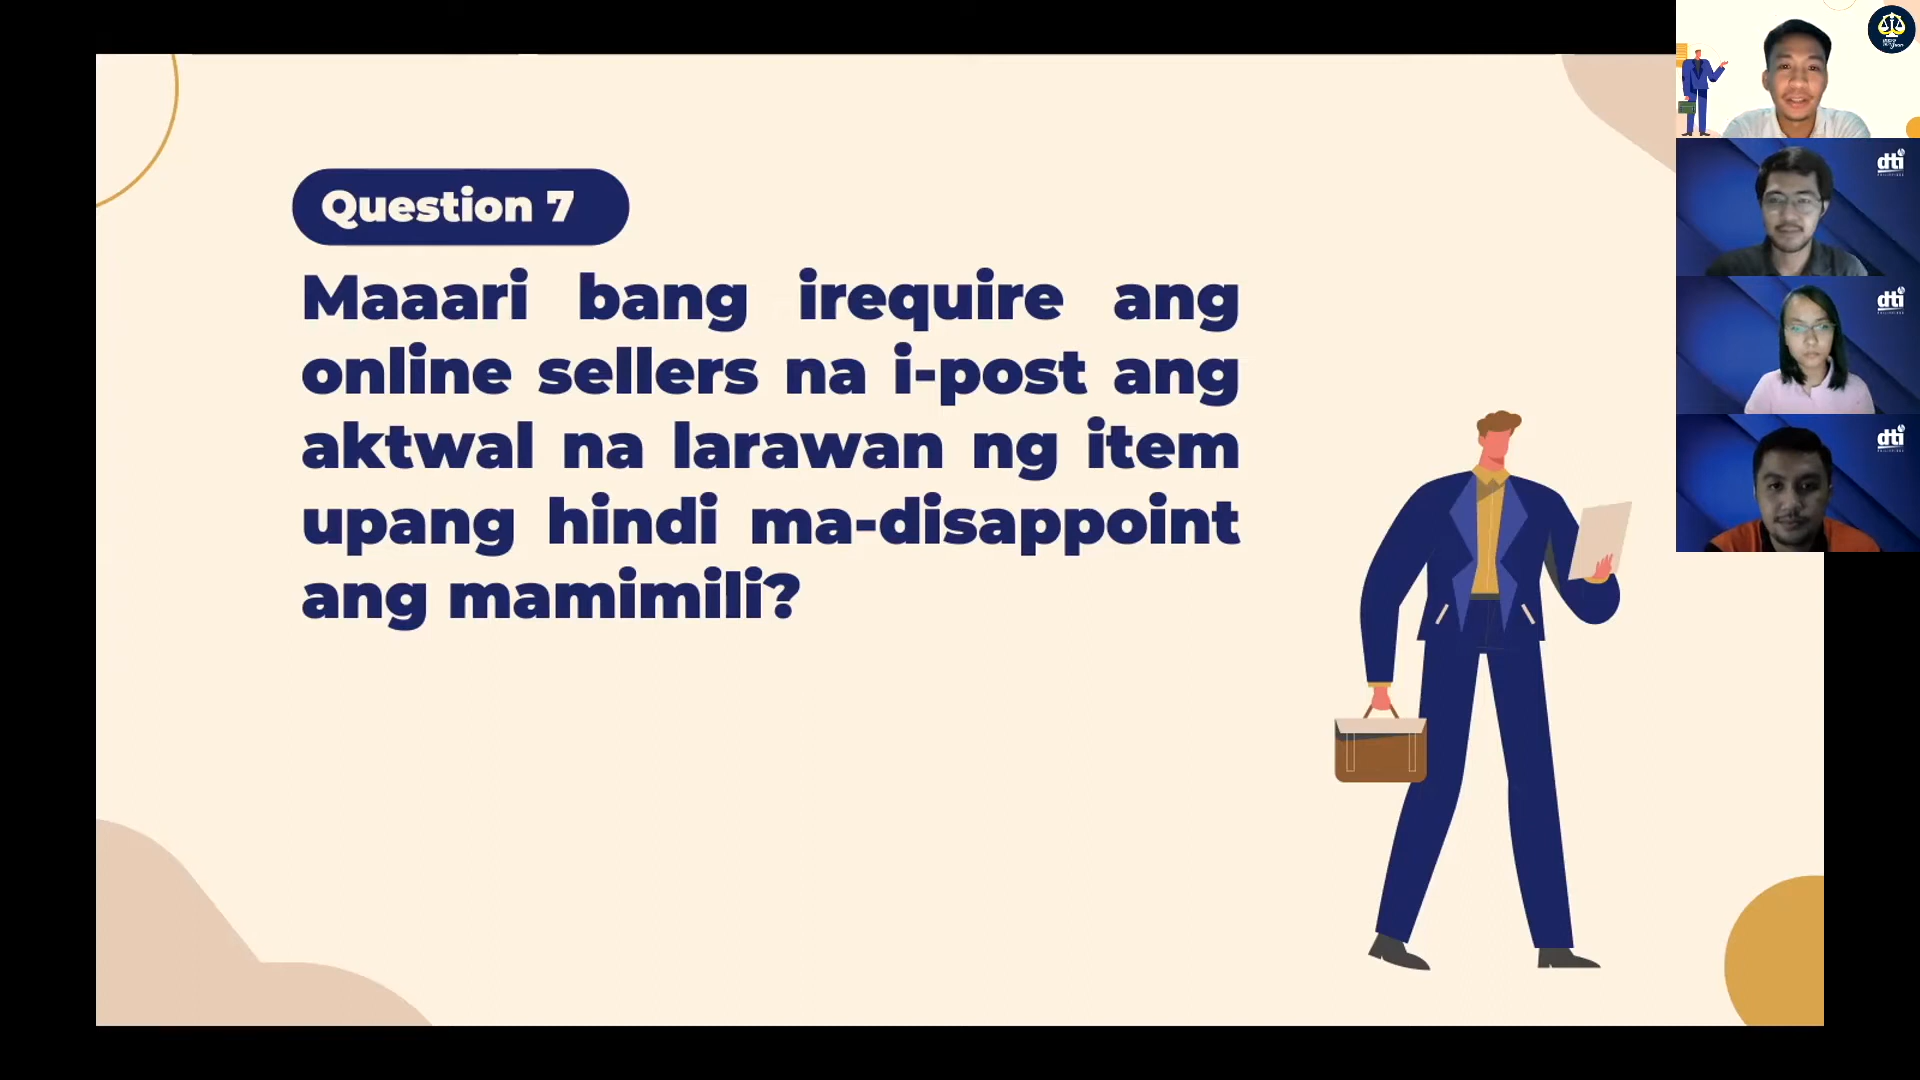 Question 7
Maaari bang irequire ang
online sellers na i-post ang
aktwal na larawan ng item
upang hindi ma-disappoint
ang mamimili?
dti
dti
dti